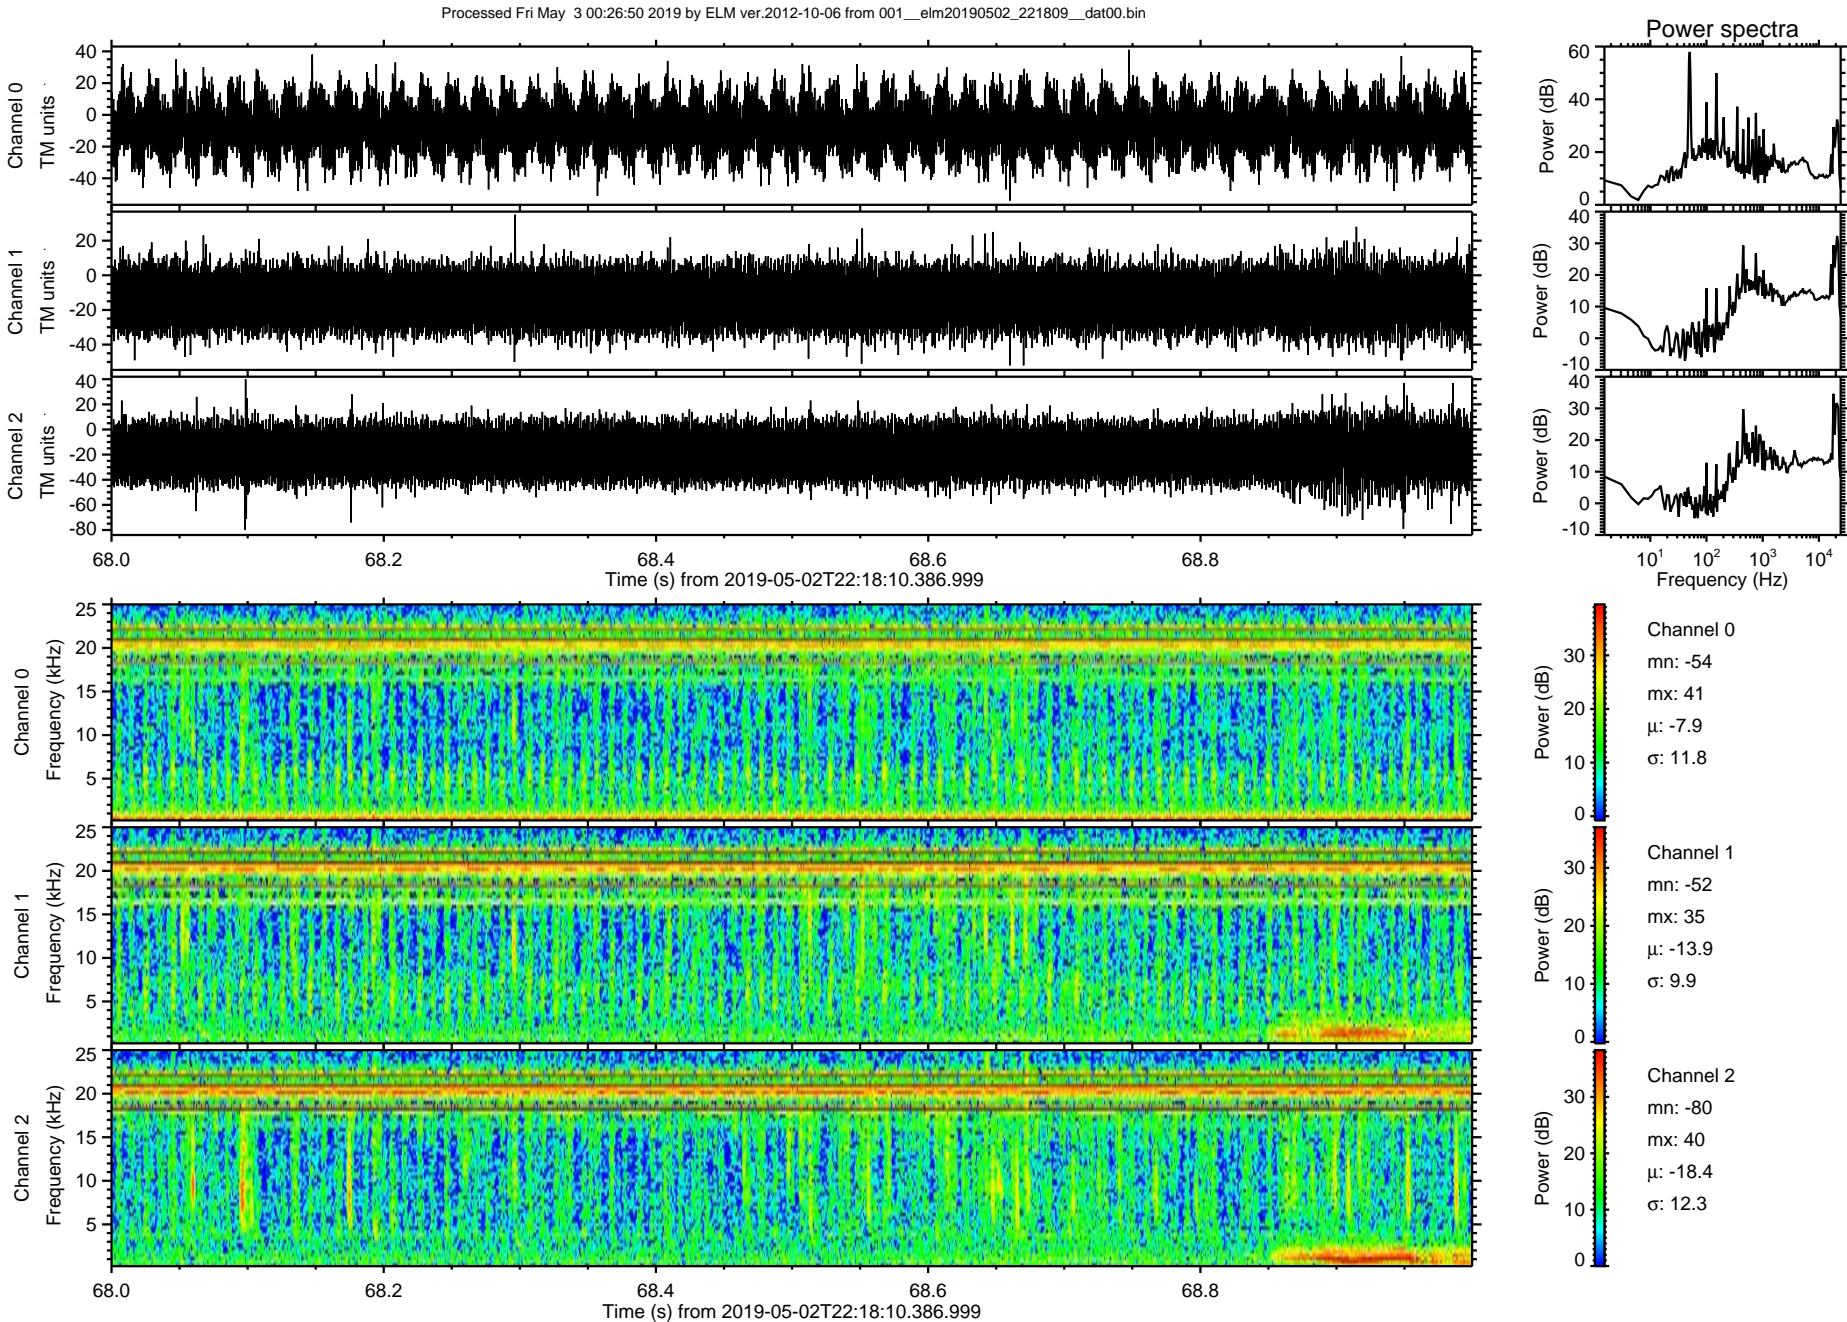 Processed Fri May  3 00:26:50 2019 by ELM ver.2012-10-06 from 001__elm20190502_221809__dat00.bin
Power spectra
Channel 0
TM units
40
20
0
-20
-40
Power (dB)
60
40
20
0
Channel 1
TM units
20
0
-20
-40
Power (dB)
40
30
20
10
0
-10
Channel 2
TM units
40
20
0
-20
-40
-60
-80
Power (dB)
40
30
20
10
0
-10
68.0 68.2 68.4 68.6 68.8
Time (s) from 2019-05-02T22:18:10.386.999
10¹ 10² 10³ 10⁴
Frequency (Hz)
Channel 0
Frequency (kHz)
25
20
15
10
5
Power (dB)
30
20
10
0
Channel 0
mn: -54
mx: 41
μ: -7.9
σ: 11.8
Channel 1
Frequency (kHz)
25
20
15
10
5
Power (dB)
30
20
10
0
Channel 1
mn: -52
mx: 35
μ: -13.9
σ: 9.9
Channel 2
Frequency (kHz)
25
20
15
10
5
Power (dB)
30
20
10
0
Channel 2
mn: -80
mx: 40
μ: -18.4
σ: 12.3
68.0 68.2 68.4 68.6 68.8
Time (s) from 2019-05-02T22:18:10.386.999